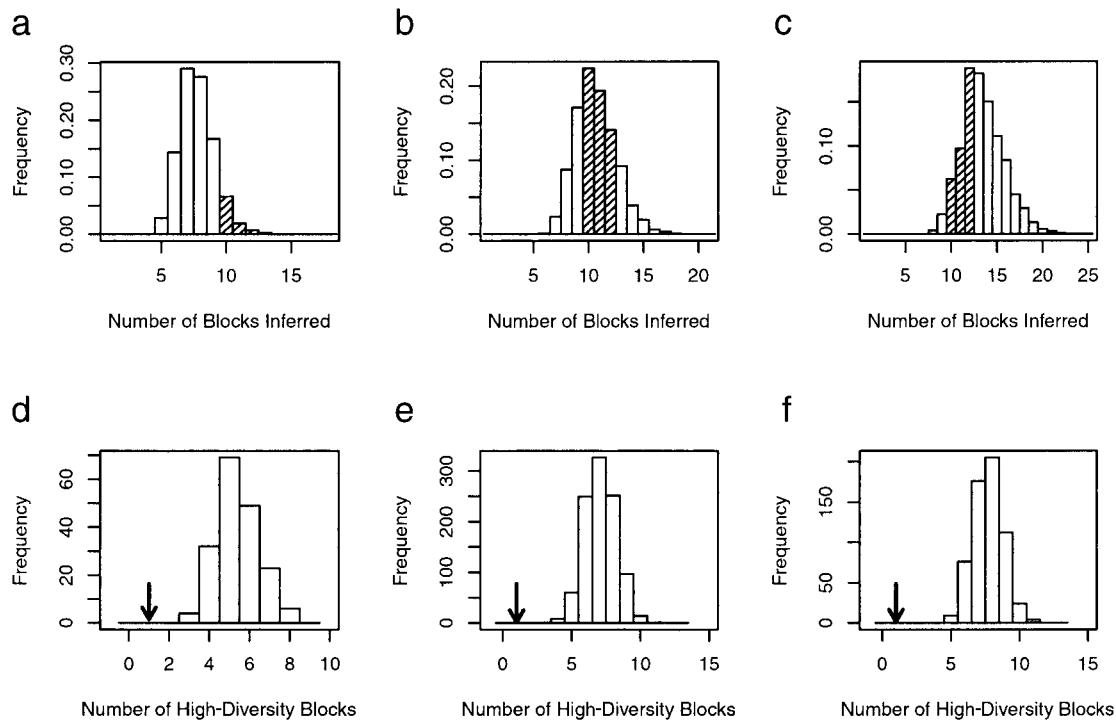 a
b
c
Frequency
0.00 0.10 0.20 0.30
5 10 15
Number of Blocks Inferred
Frequency
0.00 0.10 0.20
5 10 15 20
Number of Blocks Inferred
Frequency
0.00 0.10
5 10 15 20 25
Number of Blocks Inferred
d
e
f
Frequency
0 20 40 60
0 2 4 6 8 10
Number of High-Diversity Blocks
Frequency
0 100 200 300
0 5 10 15
Number of High-Diversity Blocks
Frequency
0 50 150
0 5 10 15
Number of High-Diversity Blocks